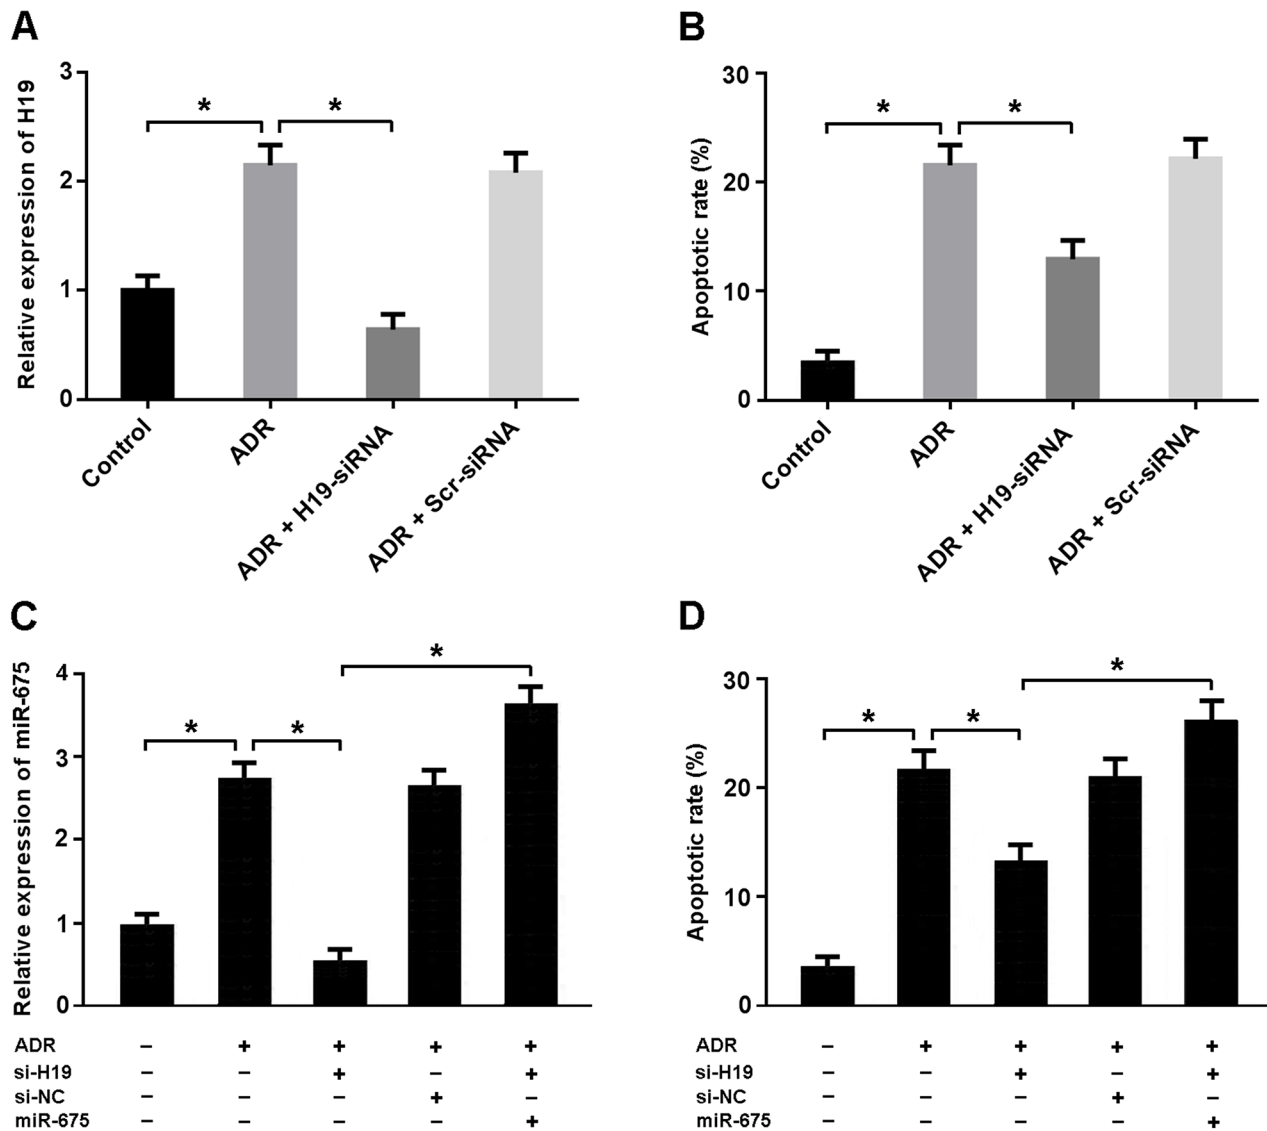 A
Relative expression of H19
3
2
1
0
* *
Control
ADR
ADR + H19-siRNA
ADR + Scr-siRNA
B
Apoptotic rate (%)
30
20
10
0
* *
Control
ADR
ADR + H19-siRNA
ADR + Scr-siRNA
C
Relative expression of miR-675
4
3
2
1
0
*
* *
ADR – + + + +
si-H19 – – + – +
si-NC – – – + –
miR-675 – – – – +
D
Apoptotic rate (%)
30
20
10
0
*
* *
ADR – + + + +
si-H19 – – + – +
si-NC – – – + –
miR-675 – – – – +